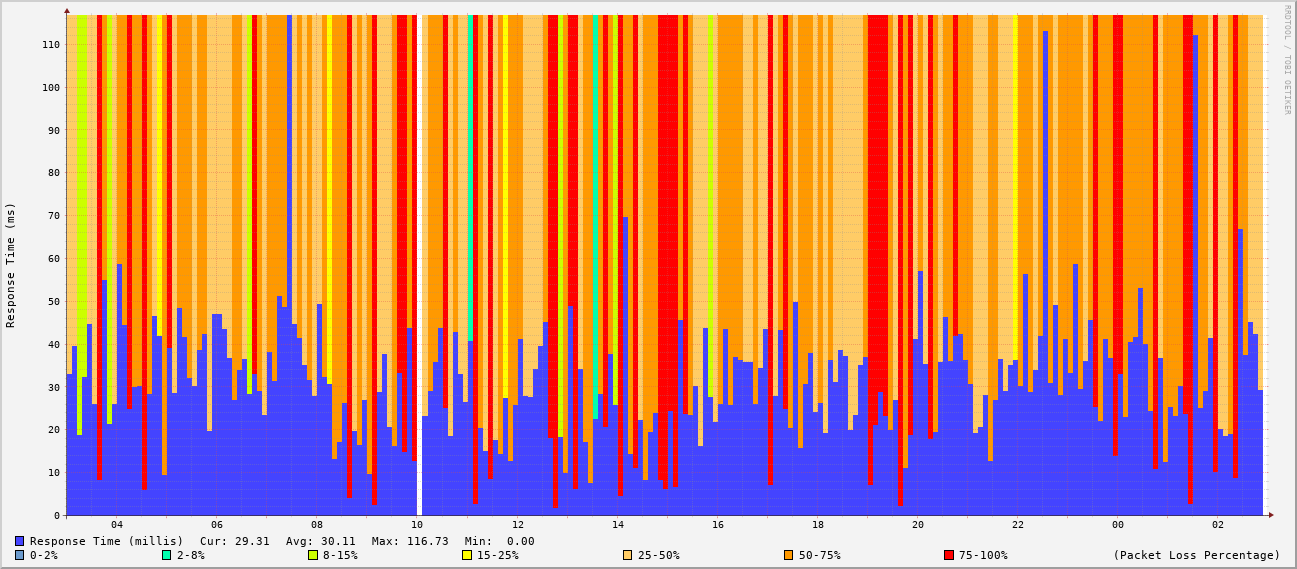 RRDTOOL / TOBI OETIKER
Response Time (ms)
110
100
90
80
70
60
50
40
30
20
10
0
04 06 08 10 12 14 16 18 20 22 00 02
Response Time (millis) Cur: 29.31 Avg: 30.11 Max: 116.73 Min: 0.00
0-2% 2-8% 8-15% 15-25% 25-50% 50-75% 75-100% (Packet Loss Percentage)